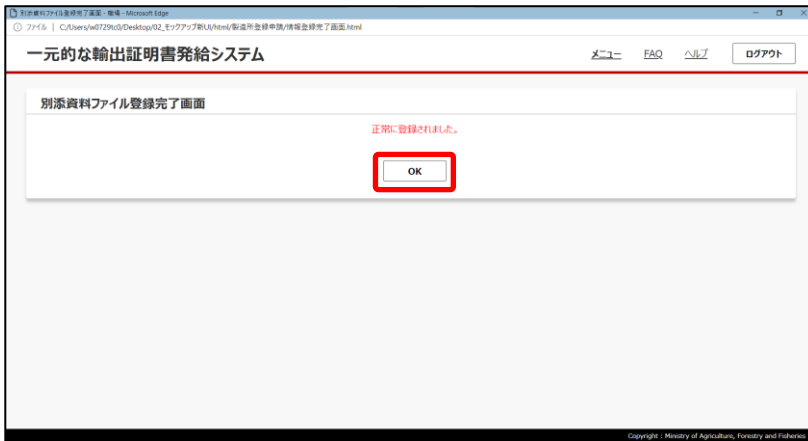 別添資料ファイル登録完了画面 - 職場 - Microsoft Edge
ファイル | C:/Users/w0729tc0/Desktop/02_モックアップ新UI/html/製造所登録申請/情報登録完了画面.html
一元的な輸出証明書発給システム
メニュー FAQ ヘルプ ログアウト
別添資料ファイル登録完了画面
正常に登録されました。
OK
Copyright : Ministry of Agriculture, Forestry and Fisheries